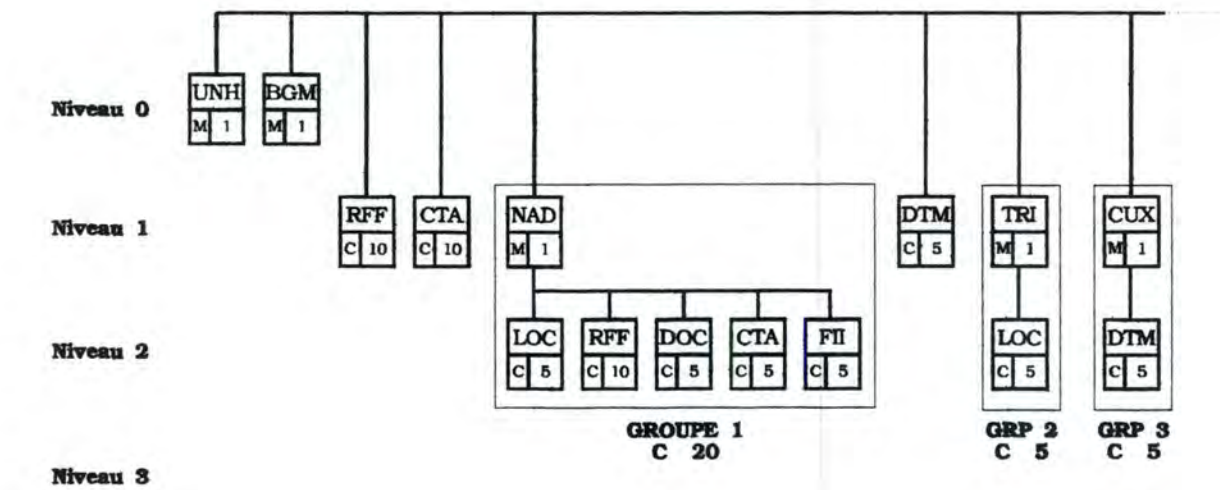 Niveau 0
UNH BGM
M 1 M 1
Niveau 1
RFF CTA NAD DTM TRI CUX
C 10 C 10 M 1 C 5 M 1 M 1
Niveau 2
LOC RFF DOC CTA FII LOC DTM
C 5 C 10 C 5 C 5 C 5 C 5 C 5
GROUPE 1 GRP 2 GRP 3
C 20 C 5 C 5
Niveau 3